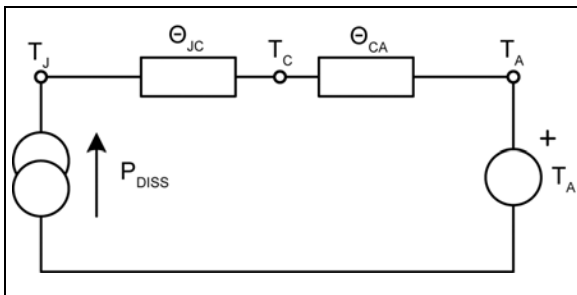 Θ_JC
Θ_CA
T_J
T_C
T_A
P_DISS
+
T_A